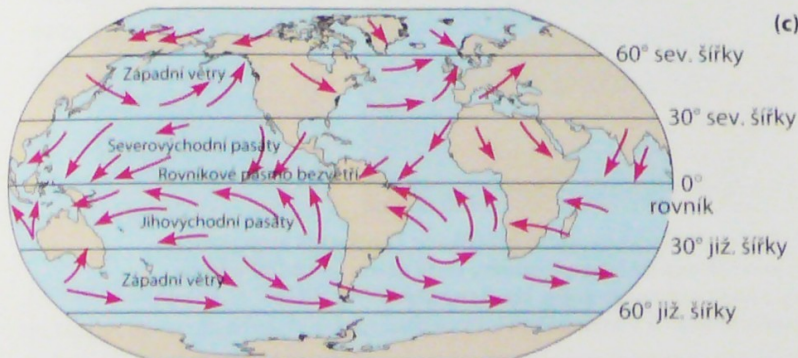 (c)
60° sev. šířky
Západní větry
30° sev. šířky
Severovýchodní pasáty
Rovníkové pásmo bezvětří
0°
rovník
Jihovýchodní pasáty
30° již. šířky
Západní větry
60° již. šířky